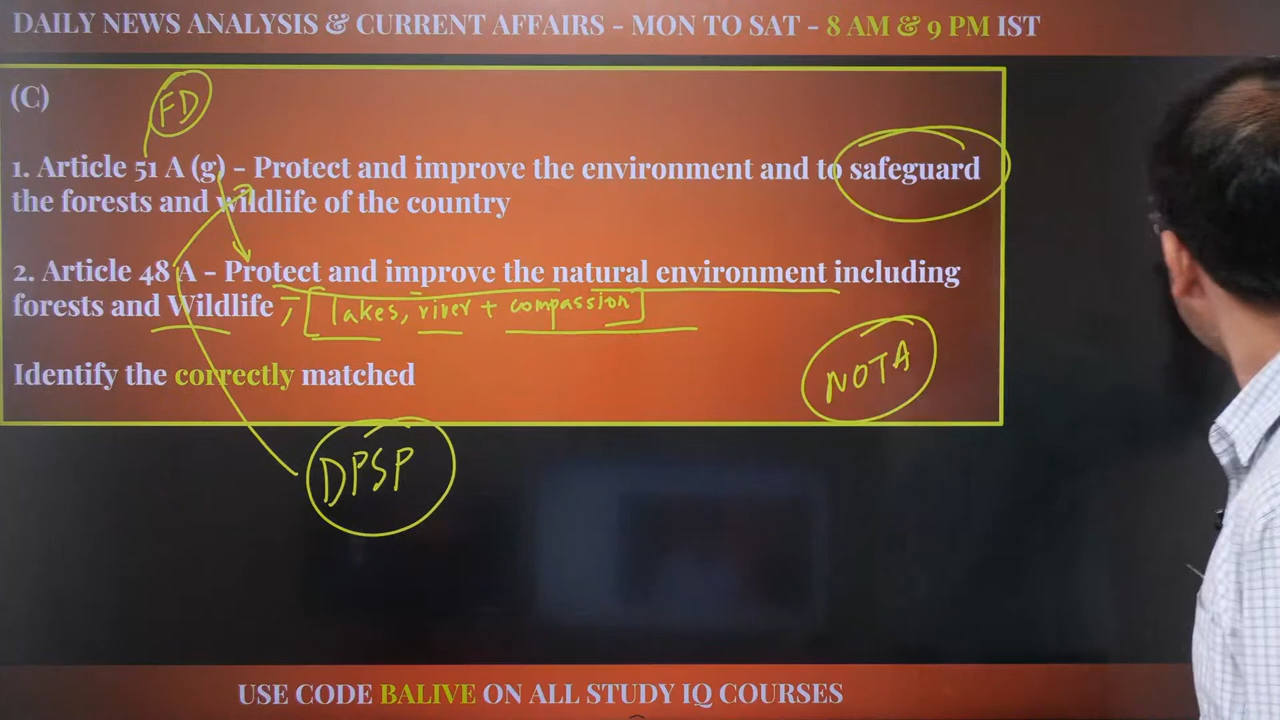 DAILY NEWS ANALYSIS & CURRENT AFFAIRS - MON TO SAT - 8 AM & 9 PM IST
(C)
FD
1. Article 51 A (g) - Protect and improve the environment and to safeguard
the forests and wildlife of the country
2. Article 48 A - Protect and improve the natural environment including
forests and Wildlife
lakes, river + compassion
NOTA
Identify the correctly matched
DPSP
USE CODE BALIVE ON ALL STUDY IQ COURSES